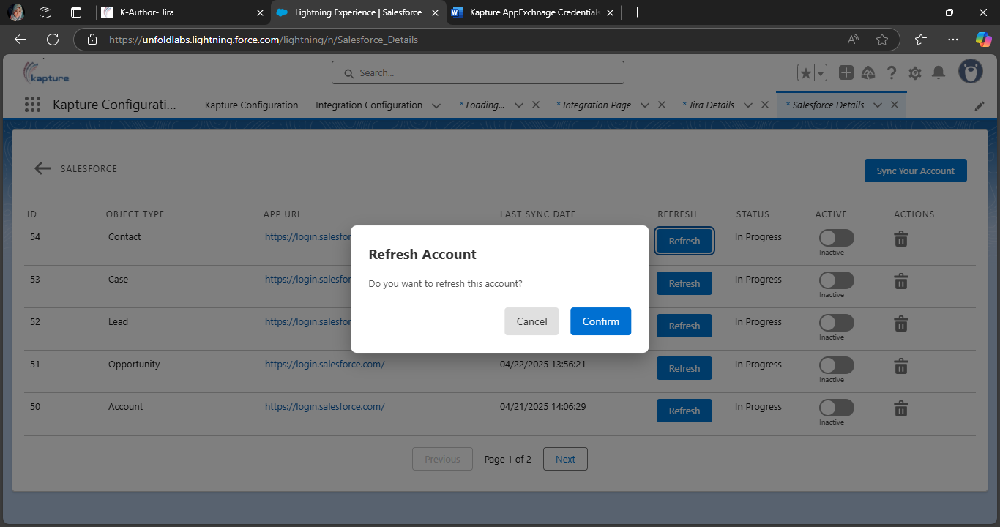 K-Author- Jira
Lightning Experience | Salesforce
Kapture AppExchnage Credentials
https://unfoldlabs.lightning.force.com/lightning/n/Salesforce_Details
kapture
Search...
Kapture Configurati...
Kapture Configuration
Integration Configuration
* Loading...
* Integration Page
* Jira Details
* Salesforce Details
SALESFORCE
Sync Your Account
ID OBJECT TYPE APP URL LAST SYNC DATE REFRESH STATUS ACTIVE ACTIONS
54 Contact https://login.salesfor Refresh In Progress
Inactive
53 Case https://login.salesfor Refresh In Progress
Inactive
52 Lead https://login.salesfor Refresh In Progress
Inactive
51 Opportunity https://login.salesforce.com/ 04/22/2025 13:56:21 Refresh In Progress
Inactive
50 Account https://login.salesforce.com/ 04/21/2025 14:06:29 Refresh In Progress
Inactive
Refresh Account
Do you want to refresh this account?
Cancel Confirm
Previous Page 1 of 2 Next